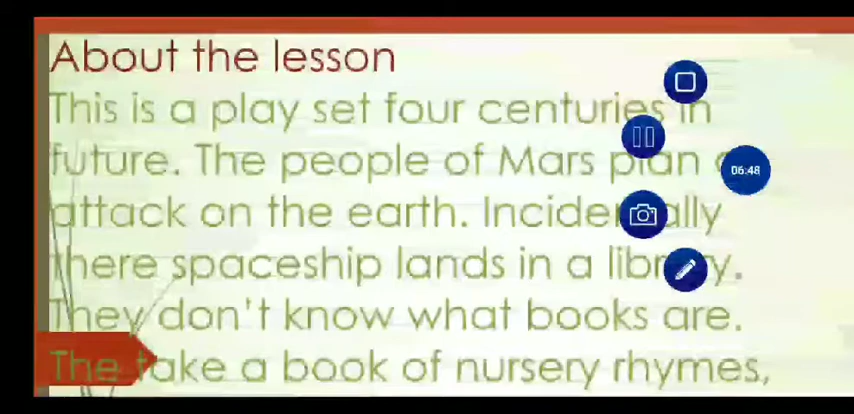 About the lesson
This is a play set four centuries in
future. The people of Mars plan
attack on the earth. Incidentally
there spaceship lands in a library.
They don't know what books are.
The take a book of nursery rhymes,
06:48